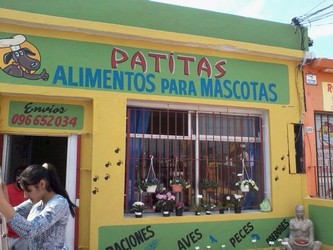 PATITAS
ALIMENTOS PARA MASCOTAS
Envios
096 652 034
RACIONES
AVES
PECES